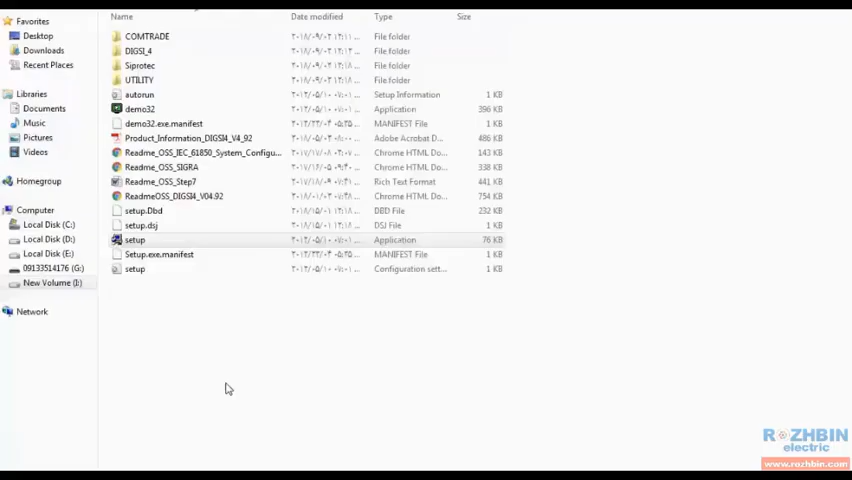 Name Date modified Type Size
Favorites
Desktop
Downloads
Recent Places
Libraries
Documents
Music
Pictures
Videos
Homegroup
Computer
Local Disk (C:)
Local Disk (D:)
Local Disk (E:)
09133514176 (G:)
New Volume (I:)
Network
COMTRADE File folder
DIGSI_4 File folder
Siprotec File folder
UTILITY File folder
autorun Setup Information 1 KB
demo32 Application 396 KB
demo32.exe.manifest MANIFEST File 1 KB
Product_Information_DIGSI4_V4_92 Adobe Acrobat D... 486 KB
Readme_OSS_IEC_61850_System_Configu... Chrome HTML Do... 143 KB
Readme_OSS_SIGRA Chrome HTML Do... 338 KB
Readme_OSS_Step7 Rich Text Format 441 KB
ReadmeOSS_DIGSI4_V04.92 Chrome HTML Do... 754 KB
setup.Dbd DBD File 232 KB
setup.dsj DSJ File 1 KB
setup Application 76 KB
Setup.exe.manifest MANIFEST File 1 KB
setup Configuration sett... 1 KB
ROZHBIN
electric
www.rozhbin.com